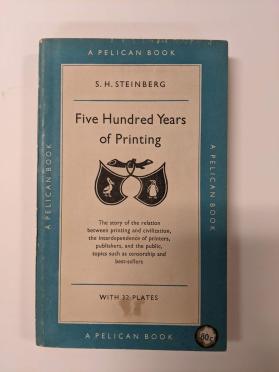 A PELICAN BOOK
S. H. STEINBERG
Five Hundred Years
of Printing
The story of the relation
between printing and civilization,
the interdependence of printers,
publishers, and the public,
topics such as censorship and
best-sellers
WITH 32 PLATES
A PELICAN BOOK
A PELICAN BOOK
A PELICAN BOOK